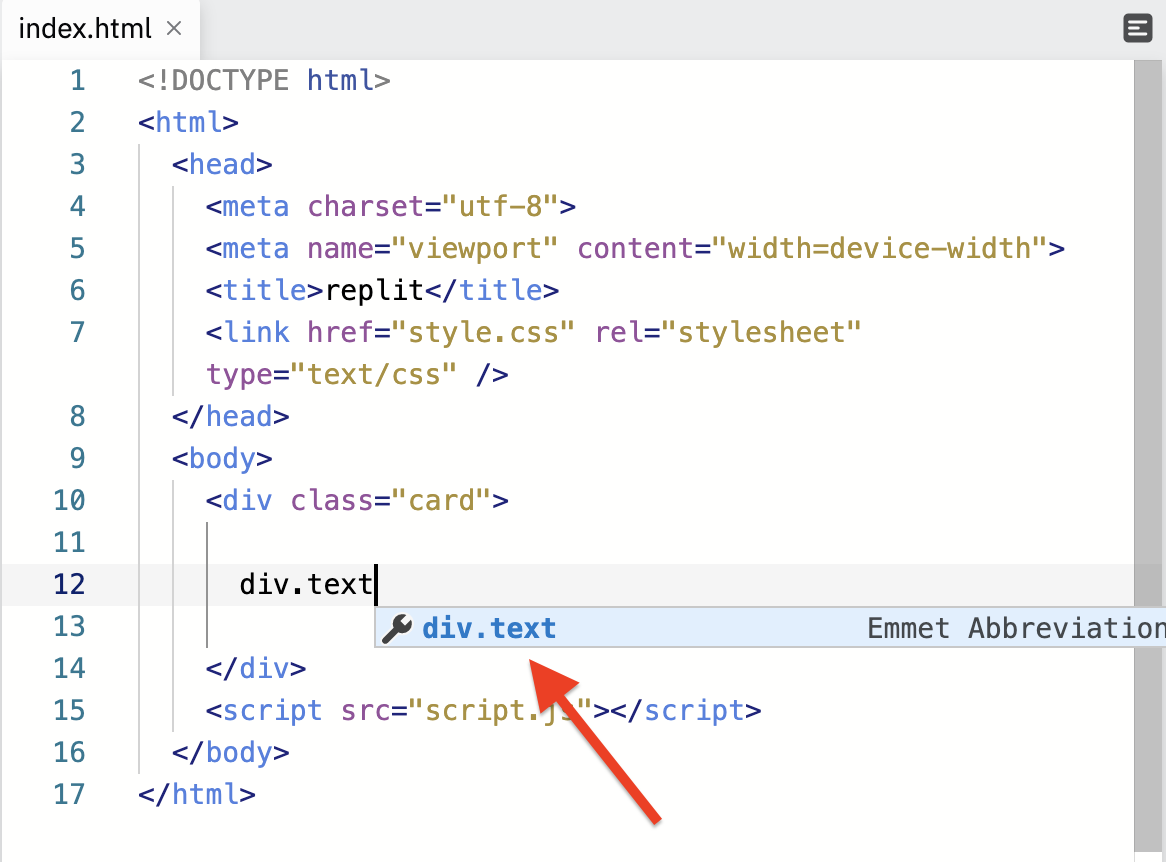 index.html ×
1 <!DOCTYPE html>
2 <html>
3 <head>
4 <meta charset="utf-8">
5 <meta name="viewport" content="width=device-width">
6 <title>replit</title>
7 <link href="style.css" rel="stylesheet"
type="text/css" />
8 </head>
9 <body>
10 <div class="card">
11
12 div.text
13 div.text Emmet Abbreviation
14 </div>
15 <script src="script.js"></script>
16 </body>
17 </html>